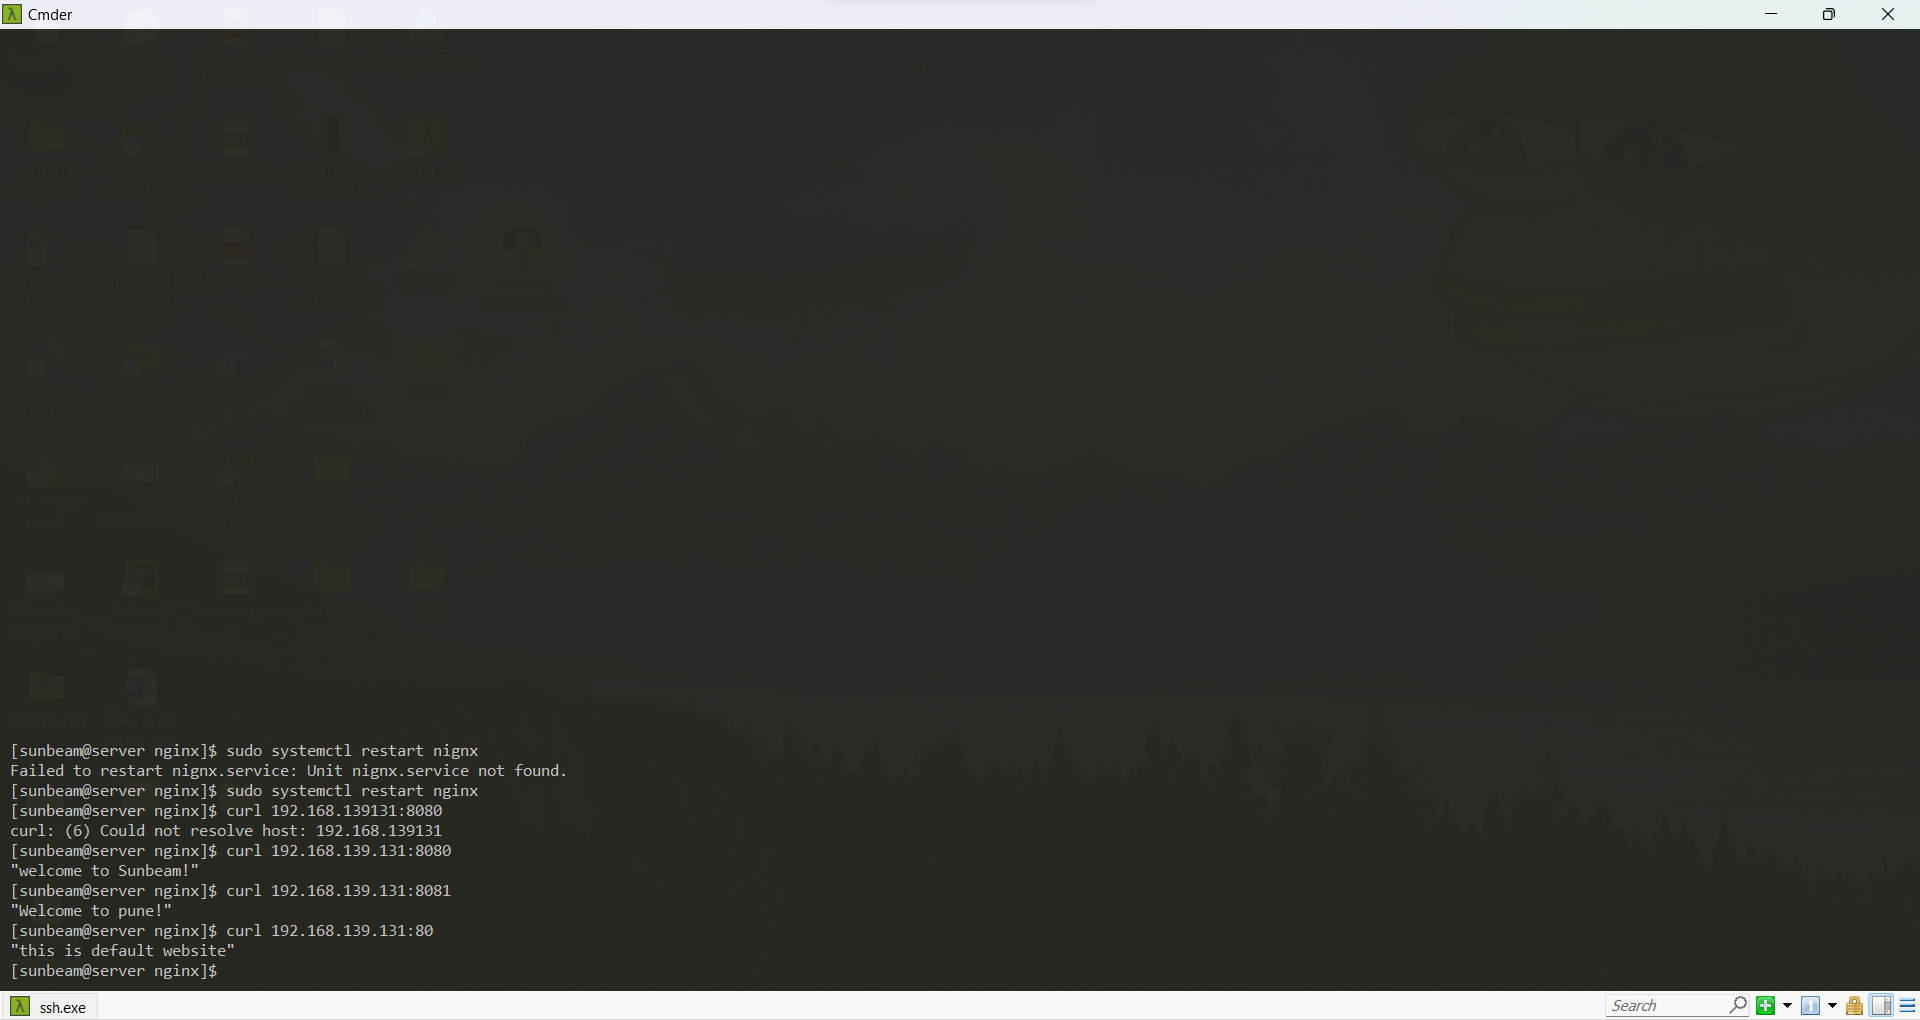 Cmder
[sunbeam@server nginx]$ sudo systemctl restart nignx
Failed to restart nignx.service: Unit nignx.service not found.
[sunbeam@server nginx]$ sudo systemctl restart nginx
[sunbeam@server nginx]$ curl 192.168.139131:8080
curl: (6) Could not resolve host: 192.168.139131
[sunbeam@server nginx]$ curl 192.168.139.131:8080
"welcome to Sunbeam!"
[sunbeam@server nginx]$ curl 192.168.139.131:8081
"Welcome to pune!"
[sunbeam@server nginx]$ curl 192.168.139.131:80
"this is default website"
[sunbeam@server nginx]$
ssh.exe
Search